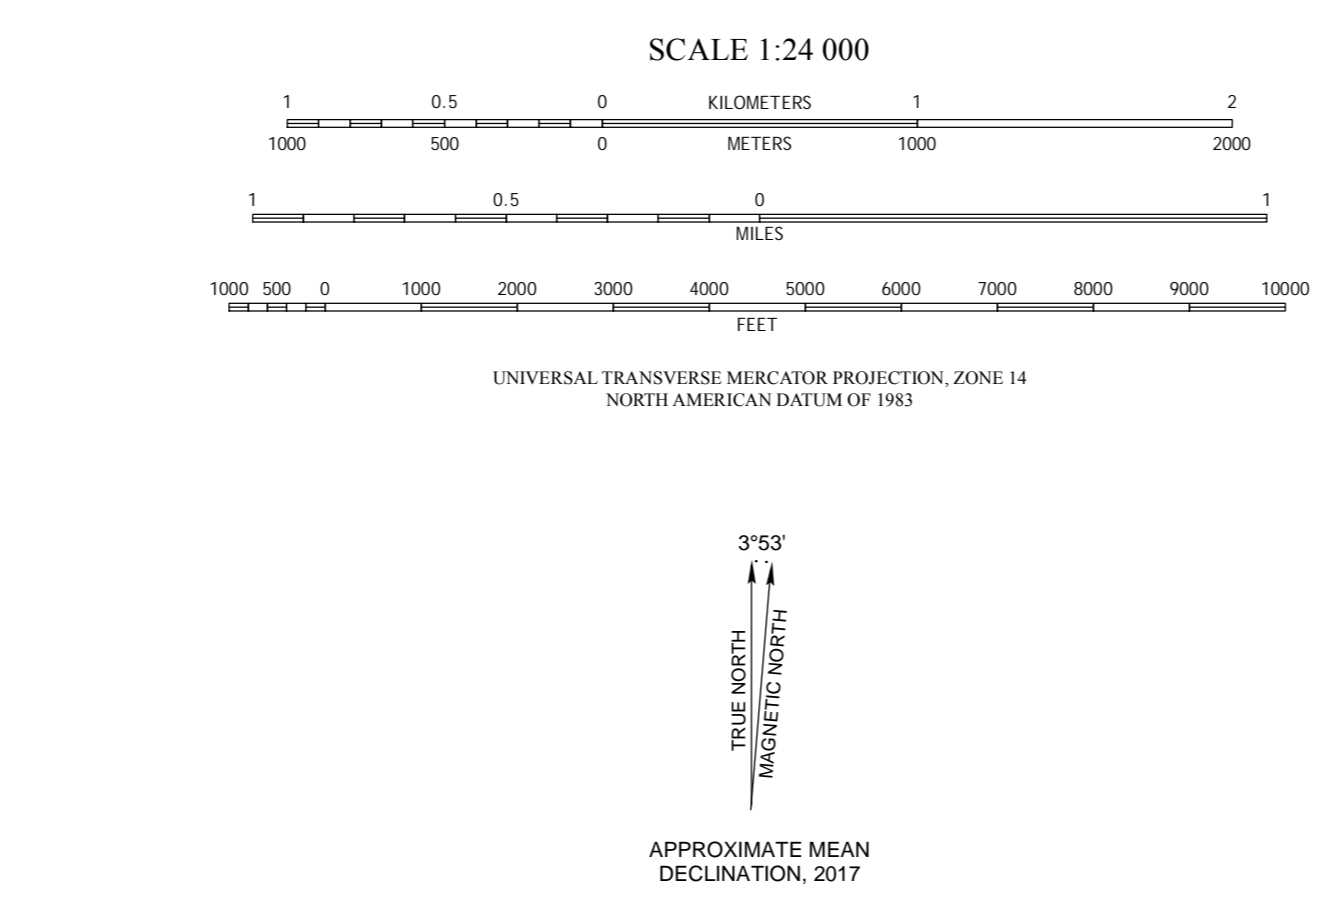 SCALE 1:24 000
1 0.5 0 KILOMETERS 1 2
1000 500 0 METERS 1000 2000
1 0.5 0 1
MILES
1000 500 0 1000 2000 3000 4000 5000 6000 7000 8000 9000 10000
FEET
UNIVERSAL TRANSVERSE MERCATOR PROJECTION, ZONE 14
NORTH AMERICAN DATUM OF 1983
3°53'
TRUE NORTH
MAGNETIC NORTH
APPROXIMATE MEAN
DECLINATION, 2017